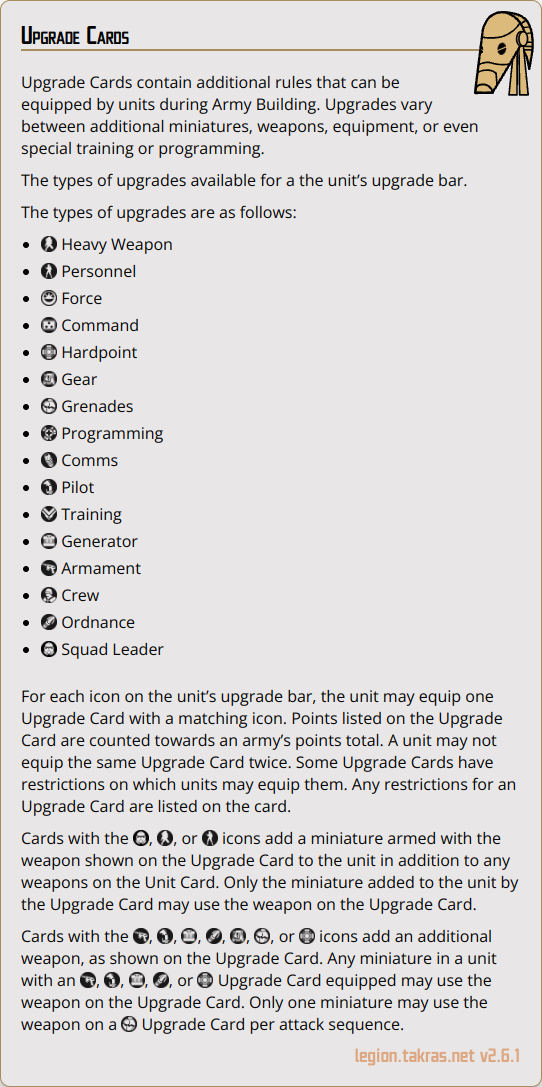 Upgrade Cards
Upgrade Cards contain additional rules that can be
equipped by units during Army Building. Upgrades vary
between additional miniatures, weapons, equipment, or even
special training or programming.
The types of upgrades available for a the unit’s upgrade bar.
The types of upgrades are as follows:
• Heavy Weapon
• Personnel
• Force
• Command
• Hardpoint
• Gear
• Grenades
• Programming
• Comms
• Pilot
• Training
• Generator
• Armament
• Crew
• Ordnance
• Squad Leader
For each icon on the unit’s upgrade bar, the unit may equip one
Upgrade Card with a matching icon. Points listed on the Upgrade
Card are counted towards an army’s points total. A unit may not
equip the same Upgrade Card twice. Some Upgrade Cards have
restrictions on which units may equip them. Any restrictions for an
Upgrade Card are listed on the card.
Cards with the , , or icons add a miniature armed with the
weapon shown on the Upgrade Card to the unit in addition to any
weapons on the Unit Card. Only the miniature added to the unit by
the Upgrade Card may use the weapon on the Upgrade Card.
Cards with the , , , , , , or icons add an additional
weapon, as shown on the Upgrade Card. Any miniature in a unit
with an , , , , or Upgrade Card equipped may use the
weapon on the Upgrade Card. Only one miniature may use the
weapon on a Upgrade Card per attack sequence.
legion.takras.net v2.6.1